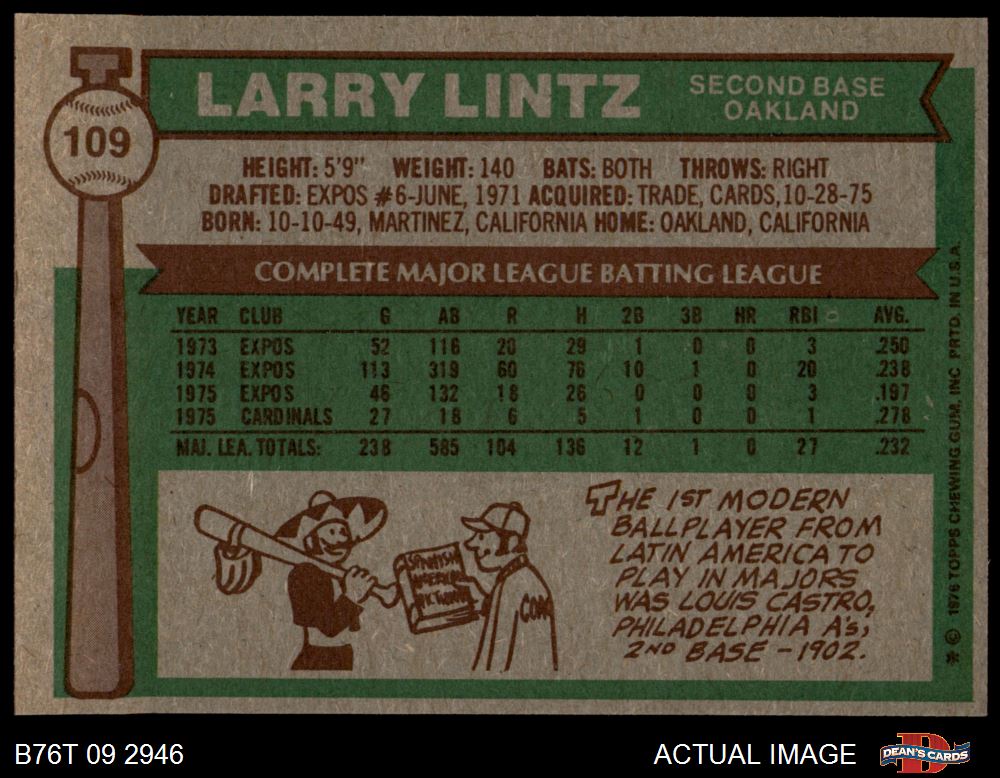 LARRY LINTZ
SECOND BASE
OAKLAND
109
HEIGHT: 5'9" WEIGHT: 140 BATS: BOTH THROWS: RIGHT
DRAFTED: EXPOS #6-JUNE, 1971 ACQUIRED: TRADE, CARDS, 10-28-75
BORN: 10-10-49, MARTINEZ, CALIFORNIA HOME: OAKLAND, CALIFORNIA
COMPLETE MAJOR LEAGUE BATTING LEAGUE
YEAR CLUB G AB R H 2B 3B HR RBI AVG.
1973 EXPOS 52 116 20 29 1 0 0 3 .250
1974 EXPOS 113 319 60 76 10 1 0 20 .238
1975 EXPOS 46 132 18 26 0 0 0 3 .197
1975 CARDINALS 27 18 6 5 1 0 0 1 .278
MAJ. LEA. TOTALS: 238 585 104 136 12 1 0 27 .232
THE 1ST MODERN
BALLPLAYER FROM
LATIN AMERICA TO
PLAY IN MAJORS
WAS LOUIS CASTRO,
PHILADELPHIA A's,
2ND BASE - 1902.
SPANISH
AMERICAN
* © 1976 TOPPS CHEWING GUM, INC PRTD. IN U.S.A.
B76T 09 2946
ACTUAL IMAGE
DEAN'S CARDS